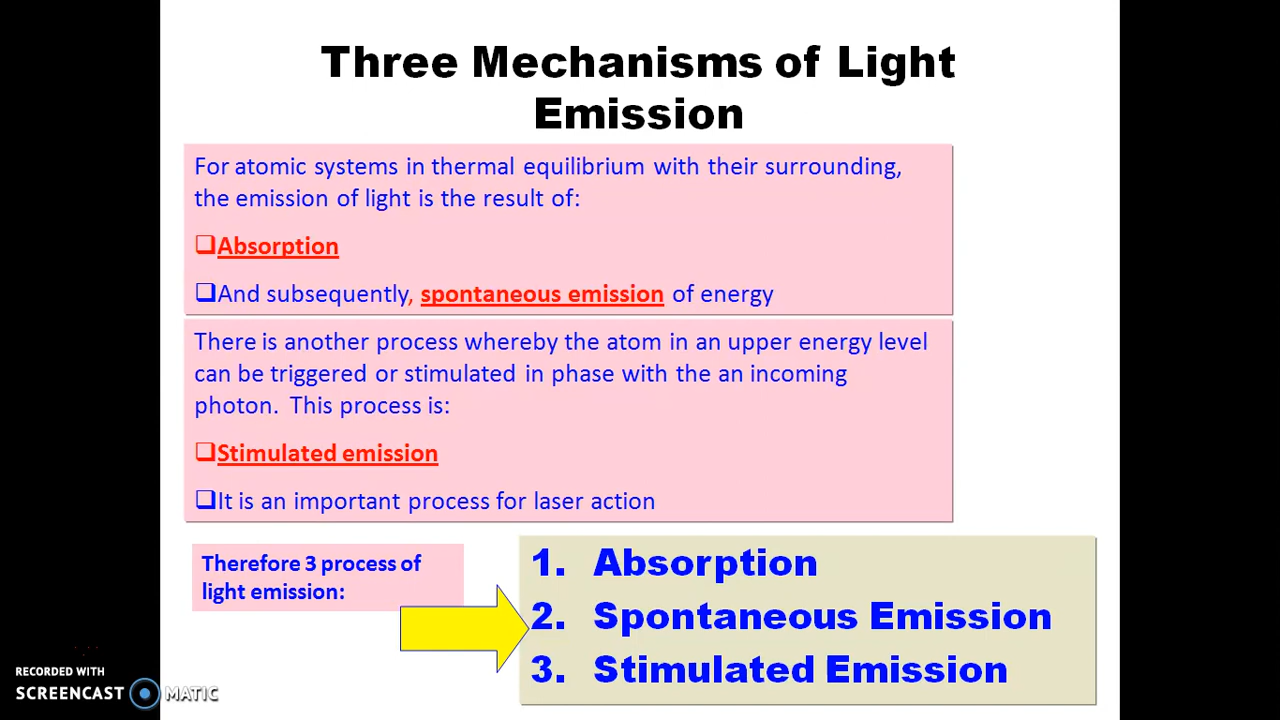 Three Mechanisms of Light
Emission
For atomic systems in thermal equilibrium with their surrounding,
the emission of light is the result of:
❑Absorption
❑And subsequently, spontaneous emission of energy
There is another process whereby the atom in an upper energy level
can be triggered or stimulated in phase with the an incoming
photon. This process is:
❑Stimulated emission
❑It is an important process for laser action
Therefore 3 process of
light emission:
1. Absorption
2. Spontaneous Emission
3. Stimulated Emission
RECORDED WITH
SCREENCAST MATIC